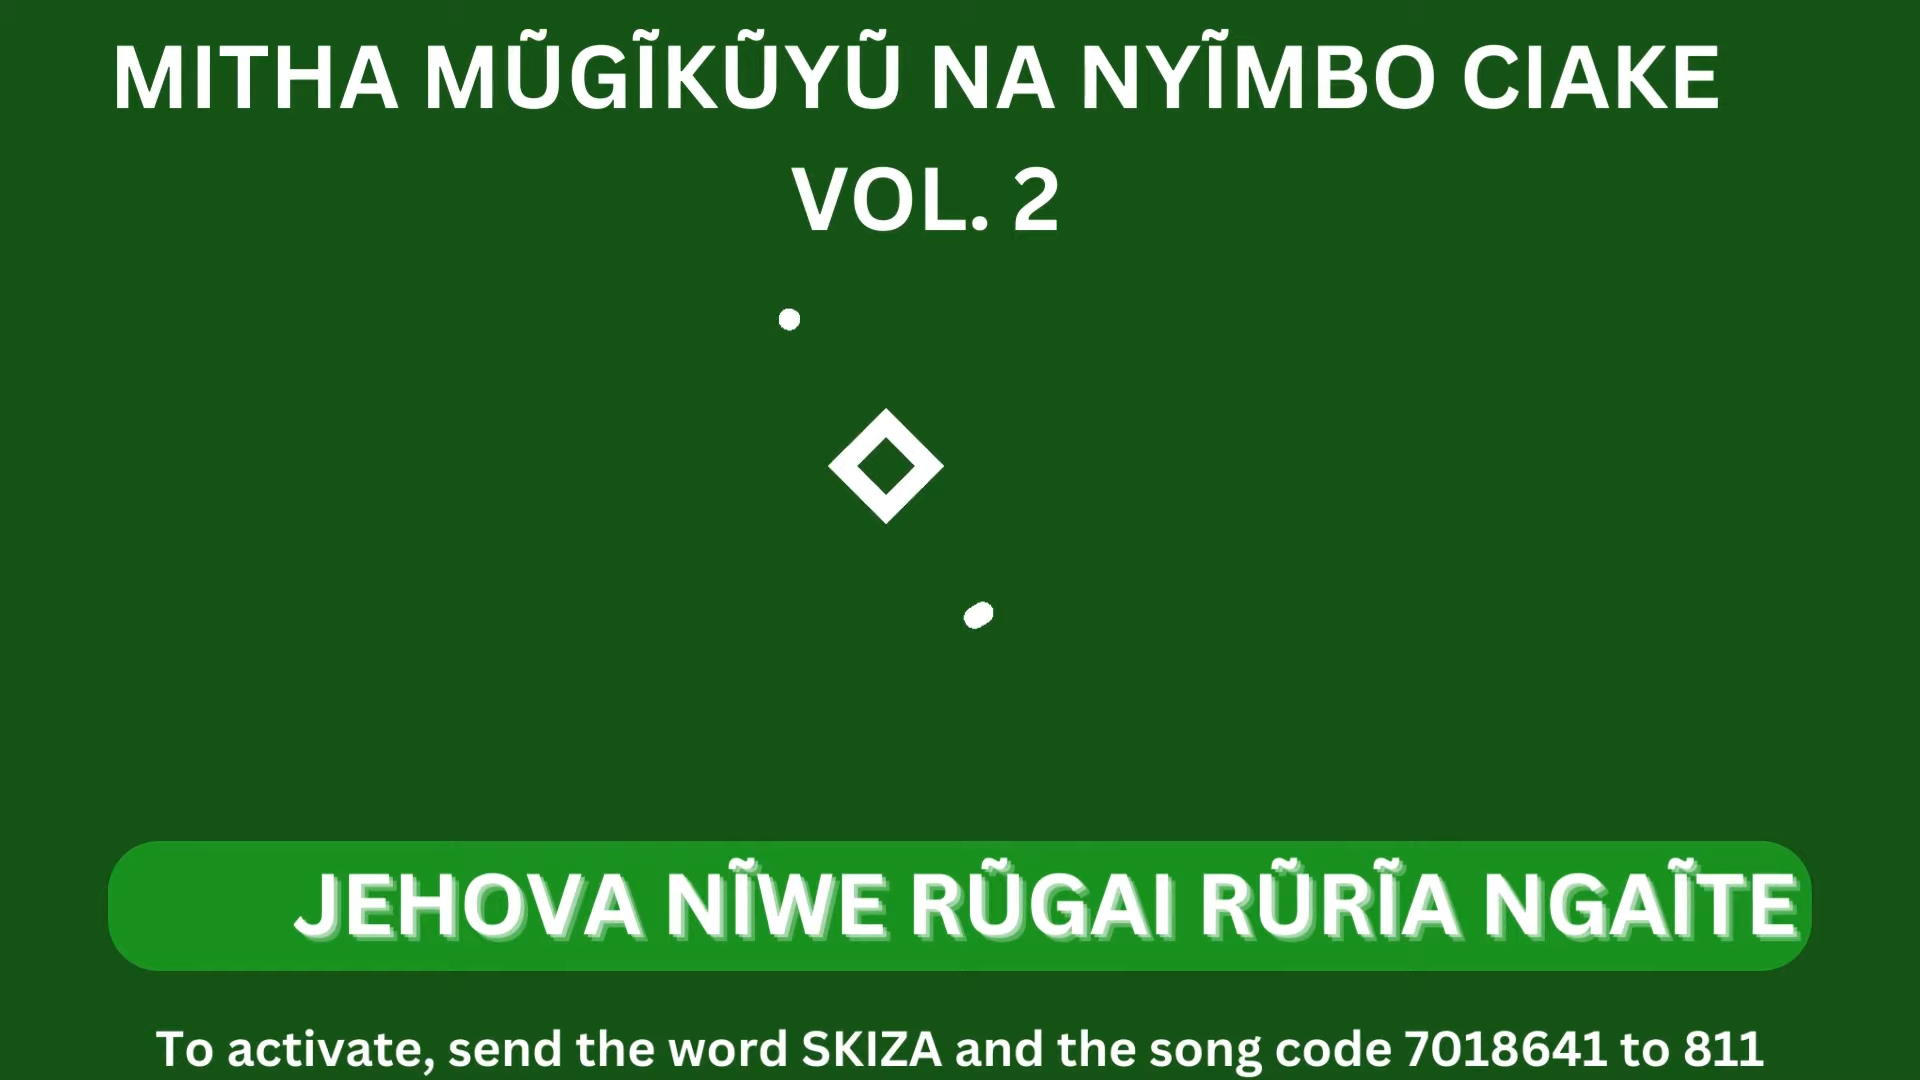 MITHA MŨGĨKŨYŨ NA NYĨMBO CIAKE
VOL. 2
JEHOVA NĨWE RŨGAI RŨRĨA NGAĨTE
To activate, send the word SKIZA and the song code 7018641 to 811